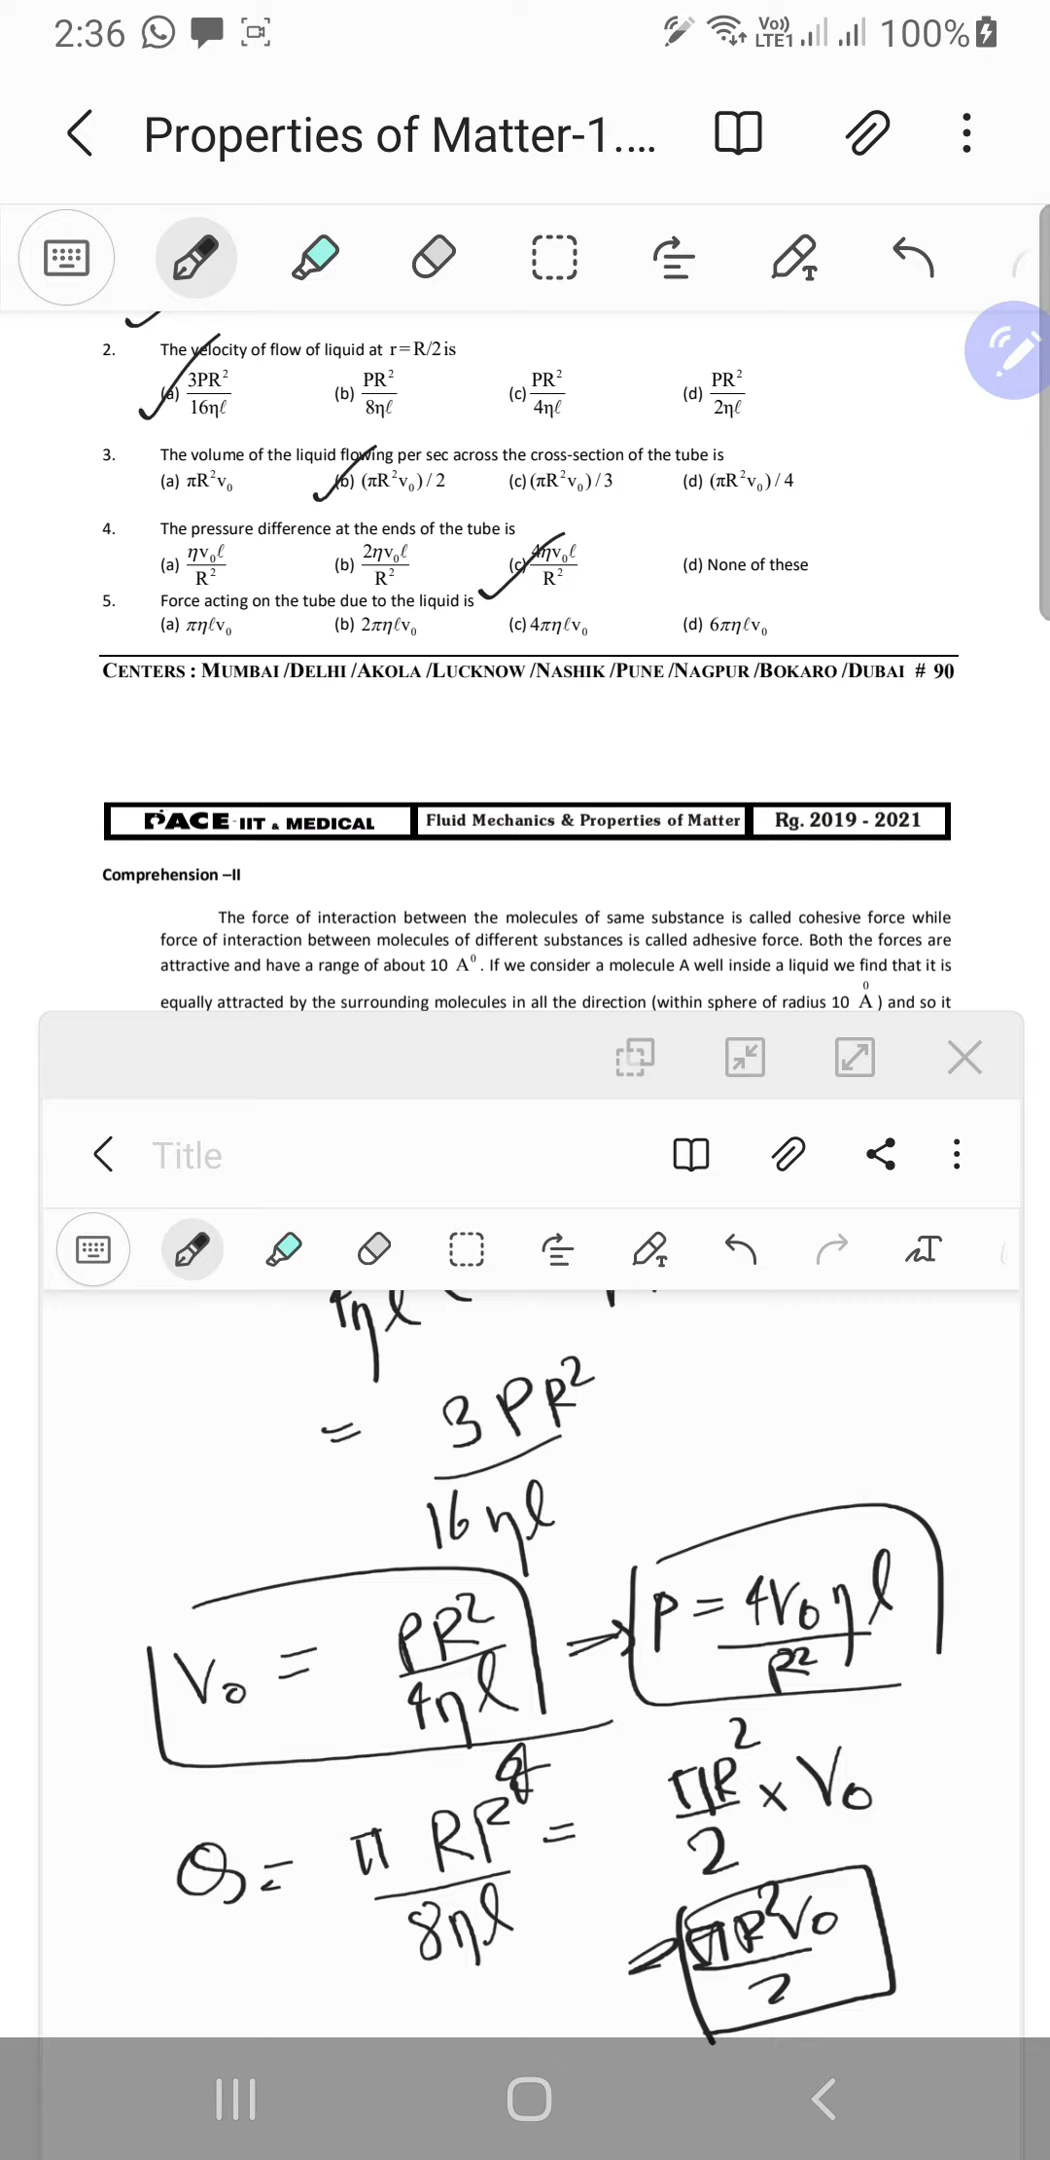 2:36 Vo)) LTE1 100%
Properties of Matter-1....
2. The velocity of flow of liquid at r=R/2 is
(a) 3PR²/16ηℓ (b) PR²/8ηℓ (c) PR²/4ηℓ (d) PR²/2ηℓ
3. The volume of the liquid flowing per sec across the cross-section of the tube is
(a) πR²v₀ (b) (πR²v₀)/2 (c) (πR²v₀)/3 (d) (πR²v₀)/4
4. The pressure difference at the ends of the tube is
(a) ηv₀ℓ/R² (b) 2ηv₀ℓ/R² (c) 4ηv₀ℓ/R² (d) None of these
5. Force acting on the tube due to the liquid is
(a) πηℓv₀ (b) 2πηℓv₀ (c) 4πηℓv₀ (d) 6πηℓv₀
CENTERS : MUMBAI /DELHI /AKOLA /LUCKNOW /NASHIK /PUNE /NAGPUR /BOKARO /DUBAI # 90
PACE IIT & MEDICAL Fluid Mechanics & Properties of Matter Rg. 2019 - 2021
Comprehension –II
The force of interaction between the molecules of same substance is called cohesive force while
force of interaction between molecules of different substances is called adhesive force. Both the forces are
attractive and have a range of about 10 A⁰. If we consider a molecule A well inside a liquid we find that it is
equally attracted by the surrounding molecules in all the direction (within sphere of radius 10 Å) and so it
Title
4ηℓ
= 3PR²/16ηℓ
V₀ = PR²/4ηℓ ⇒ P = 4V₀ηℓ/R²
Q = π PR⁴/8ηℓ = πR²/2 × V₀
⇒ πR²V₀/2